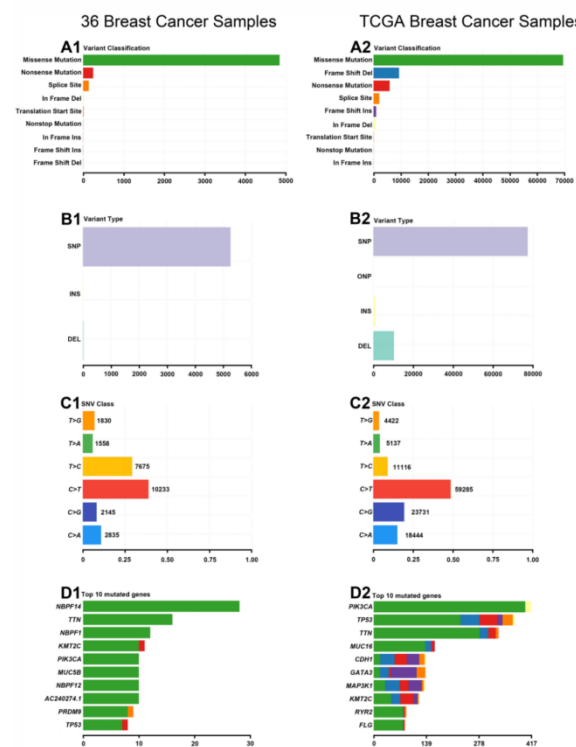 36 Breast Cancer Samples
TCGA Breast Cancer Samples
A1 Variant Classification
Missense Mutation
Nonsense Mutation
Splice Site
In Frame Del
Translation Start Site
Nonstop Mutation
In Frame Ins
Frame Shift Ins
Frame Shift Del
0 1000 2000 3000 4000 5000
A2 Variant Classification
Missense Mutation
Frame Shift Del
Nonsense Mutation
Splice Site
Frame Shift Ins
In Frame Del
Translation Start Site
Nonstop Mutation
In Frame Ins
0 10000 20000 30000 40000 50000 60000 70000
B1 Variant Type
SNP
INS
DEL
0 1000 2000 3000 4000 5000 6000
B2 Variant Type
SNP
ONP
INS
DEL
0 20000 40000 60000 80000
C1 SNV Class
T>G 1830
T>A 1558
T>C 7675
C>T 10233
C>G 2145
C>A 2835
0 0.25 0.50 0.75 1.00
C2 SNV Class
T>G 4422
T>A 5137
T>C 11116
C>T 59285
C>G 23731
C>A 18444
0.00 0.25 0.50 0.75 1.00
D1 Top 10 mutated genes
NBPF14
TTN
NBPF1
KMT2C
PIK3CA
MUC5B
NBPF12
AC240274.1
PRDM9
TP53
0 10 20 30
D2 Top 10 mutated genes
PIK3CA
TP53
TTN
MUC16
CDH1
GATA3
MAP3K1
KMT2C
RYR2
FLG
0 139 278 417